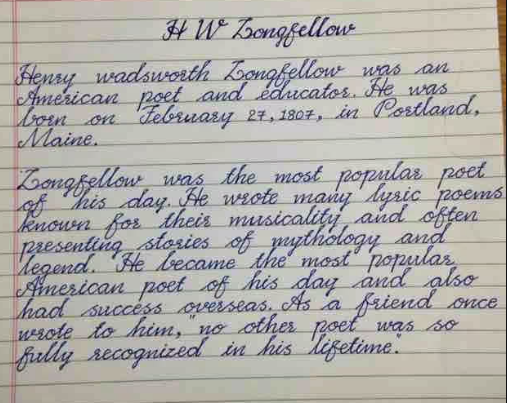 H W Longfellow
Henry wadsworth Longfellow was an
American poet and educator. He was
born on February 27, 1807, in Portland,
Maine.
Longfellow was the most popular poet
of his day. He wrote many lyric poems
known for their musicality and often
presenting stories of mythology and
legend. He became the most popular
American poet of his day and also
had success overseas. As a friend once
wrote to him, "no other poet was so
fully recognized in his lifetime".